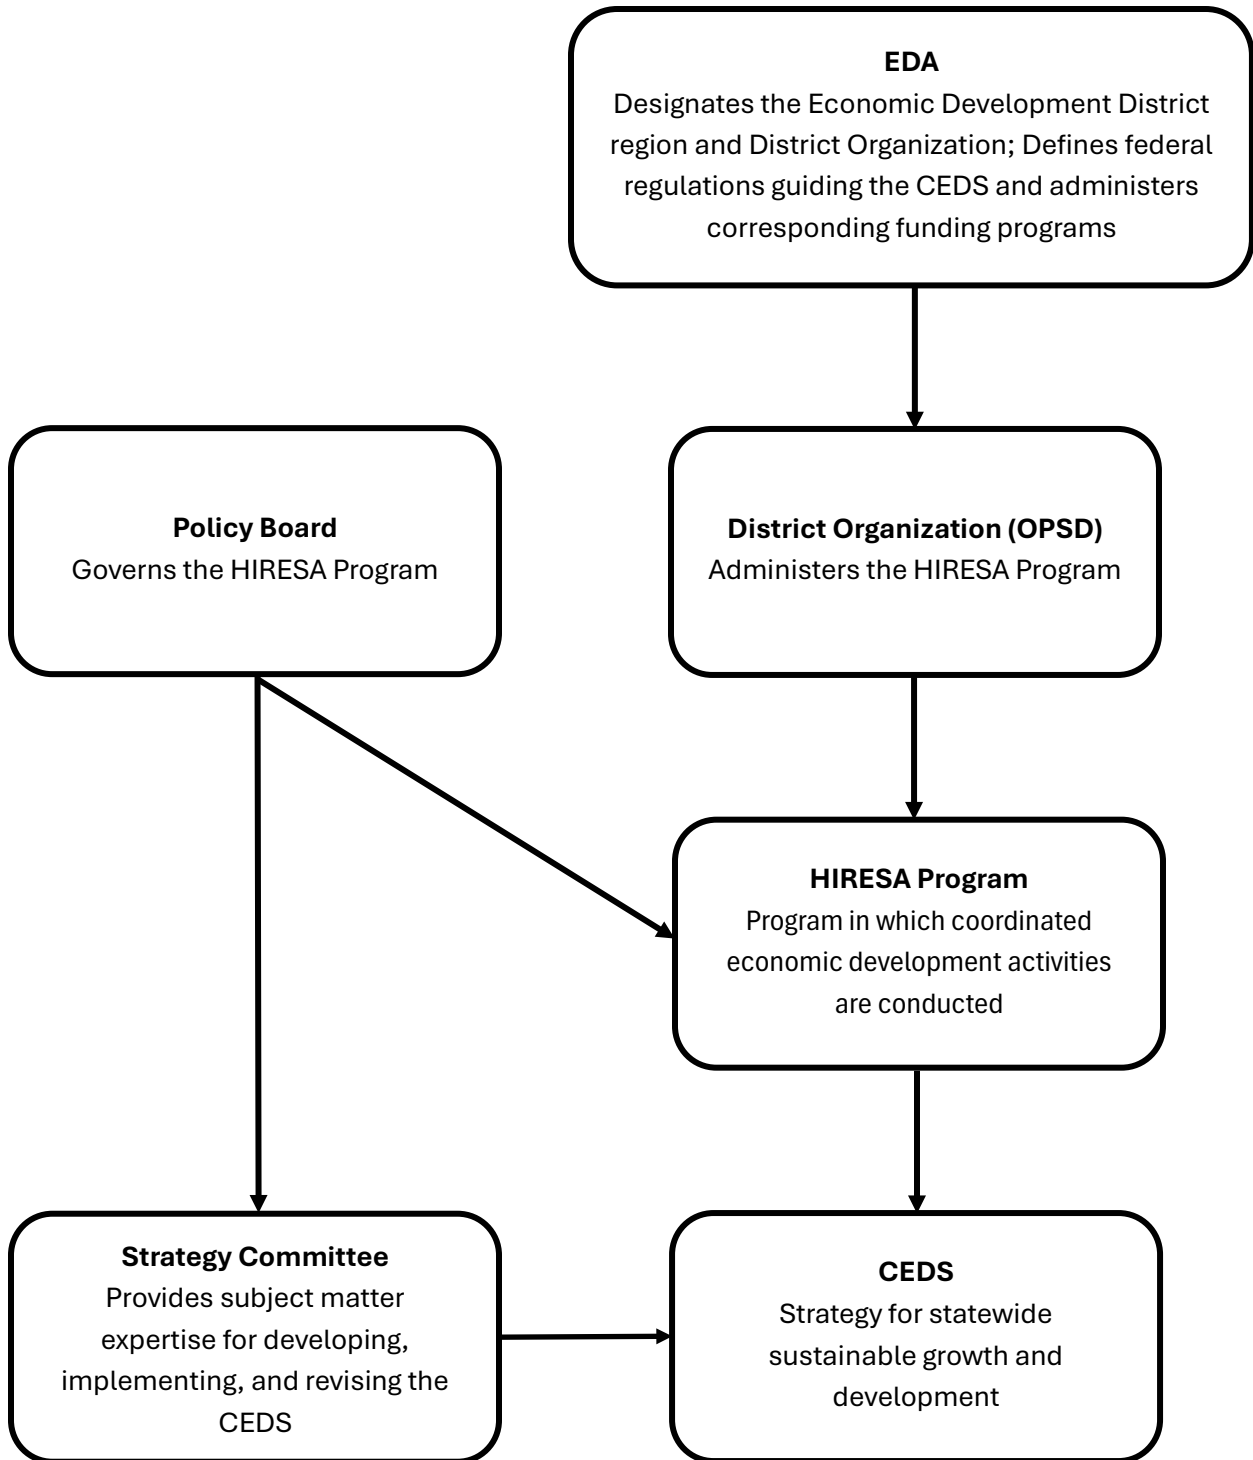 EDA
Designates the Economic Development District
region and District Organization; Defines federal
regulations guiding the CEDS and administers
corresponding funding programs
Policy Board
Governs the HIRESA Program
District Organization (OPSD)
Administers the HIRESA Program
HIRESA Program
Program in which coordinated
economic development activities
are conducted
Strategy Committee
Provides subject matter
expertise for developing,
implementing, and revising the
CEDS
CEDS
Strategy for statewide
sustainable growth and
development